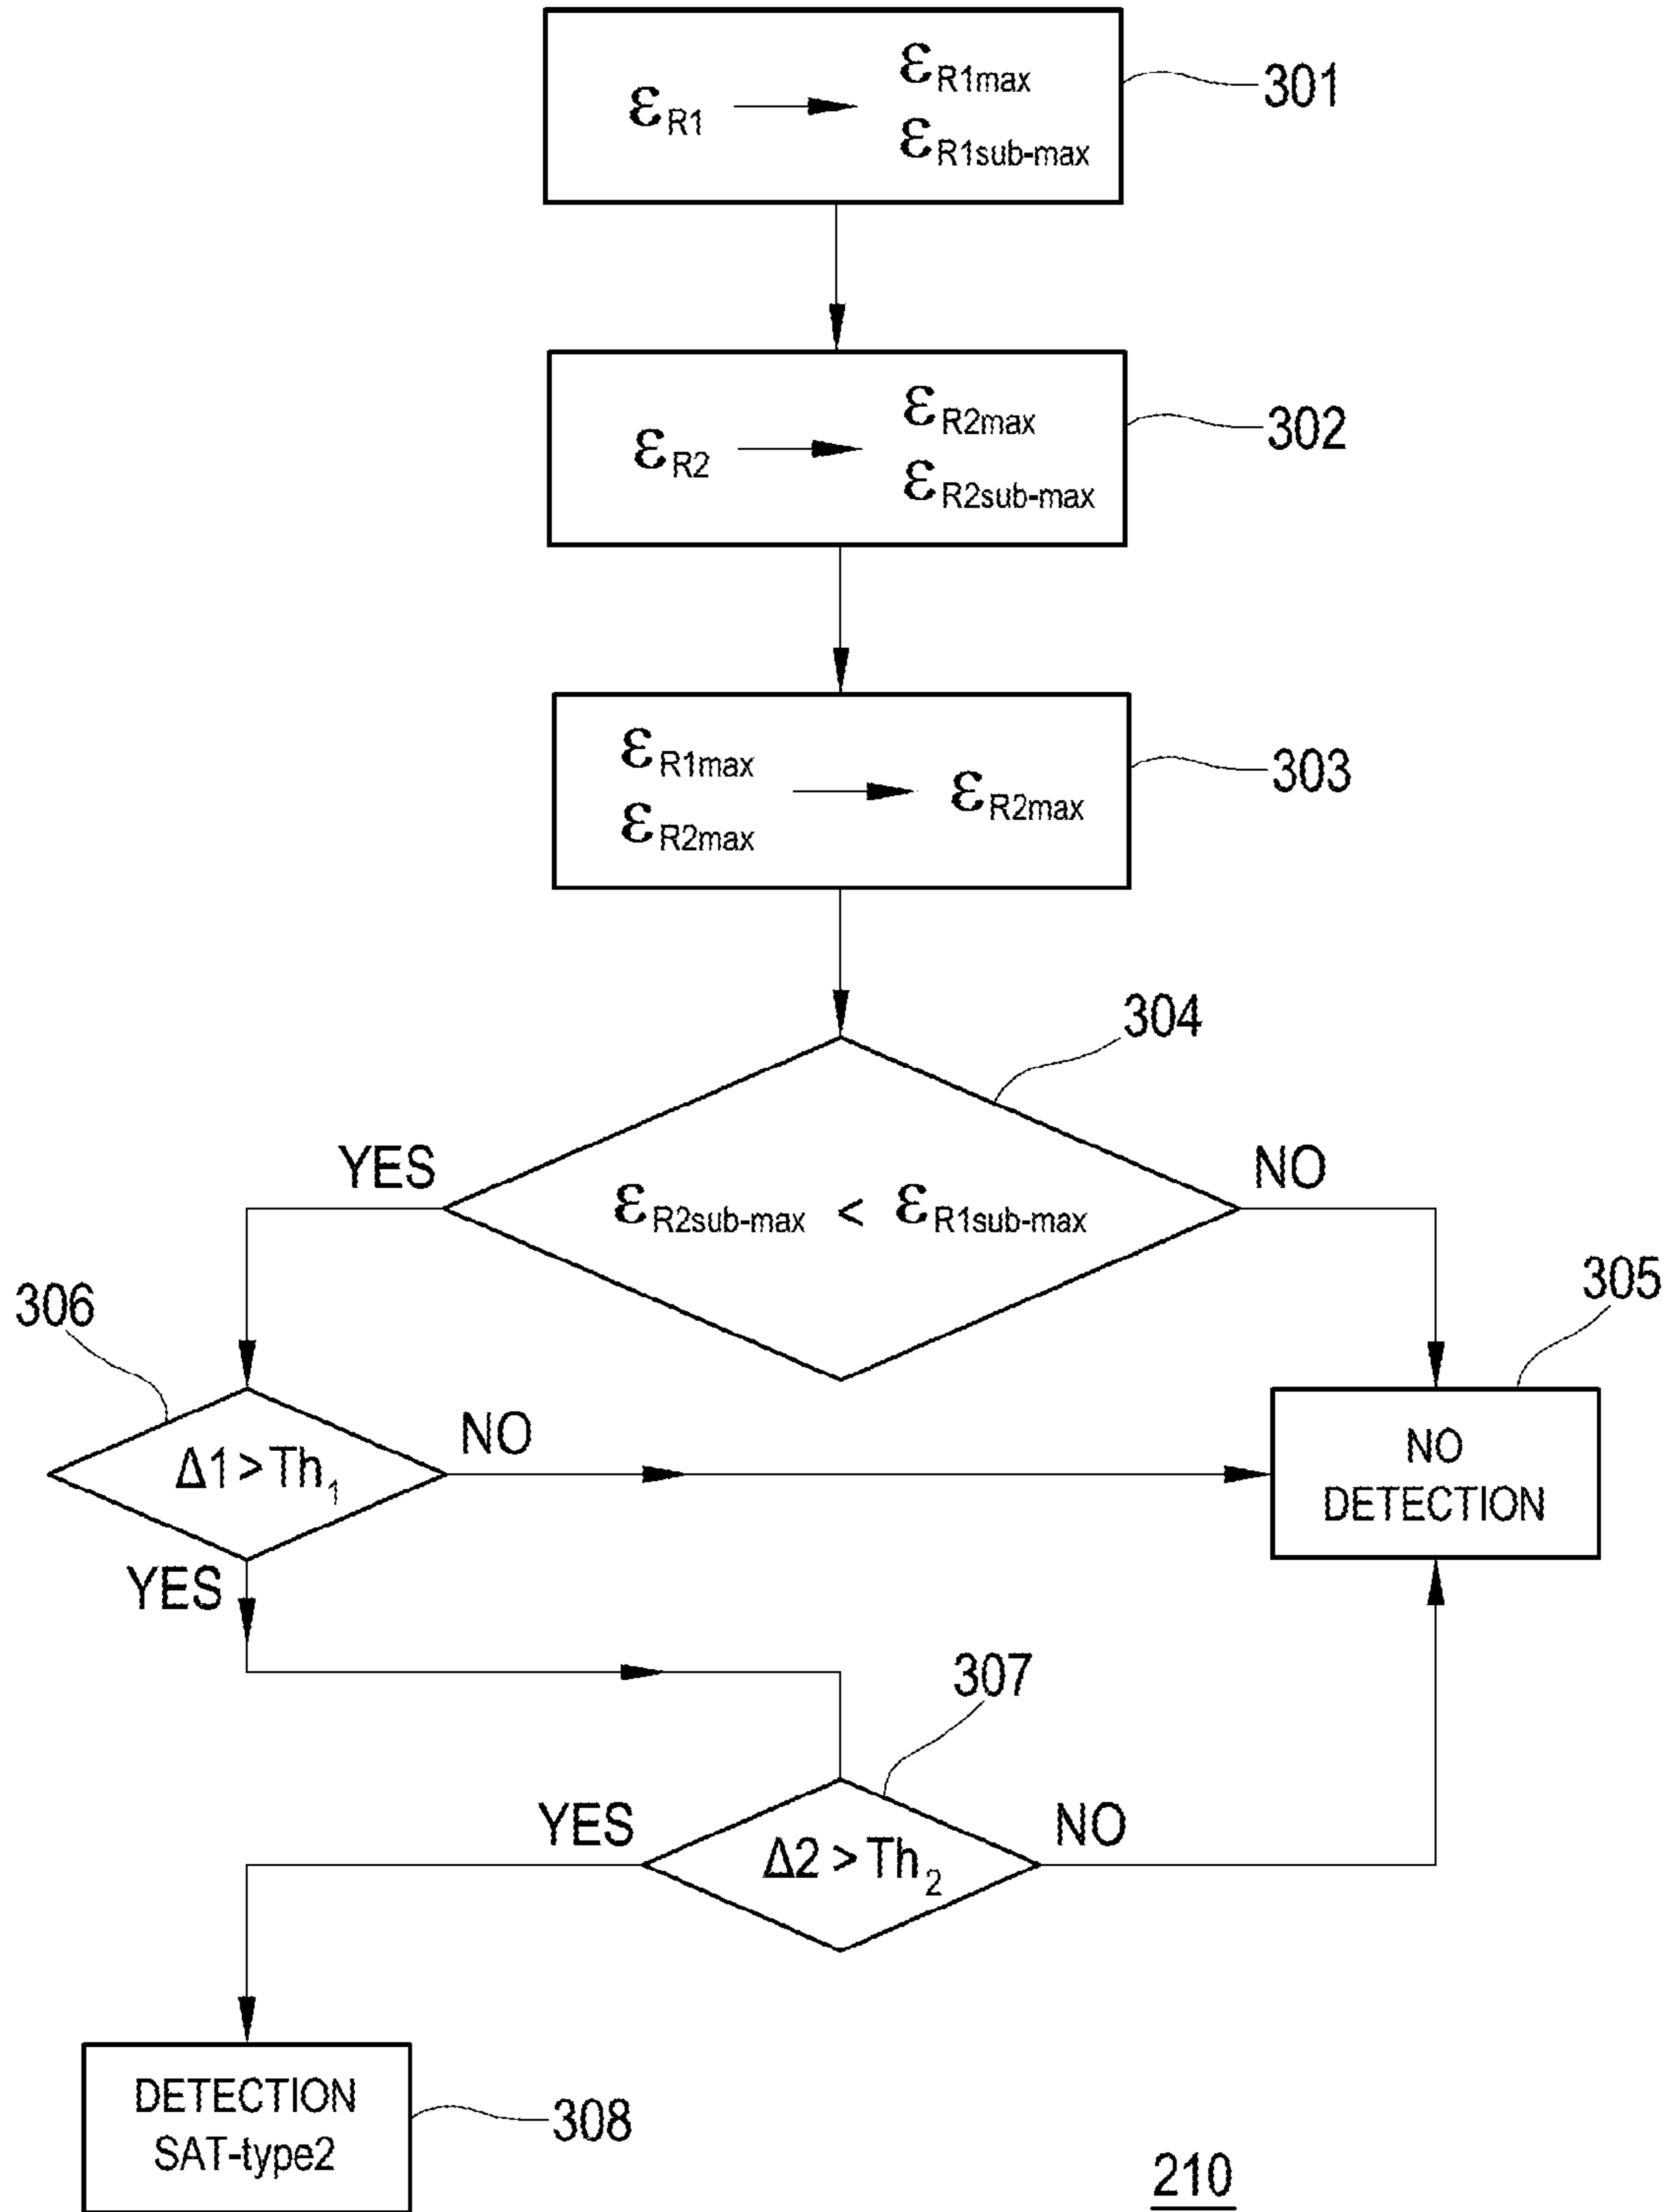 εR1 → εR1max
εR1sub-max
301
εR2 → εR2max
εR2sub-max
302
εR1max
εR2max → εR2max
303
304
YES
NO
εR2sub-max < εR1sub-max
306
305
Δ1 > Th1
NO
NO
DETECTION
YES
307
YES
NO
Δ2 > Th2
DETECTION
SAT-type2
308
210